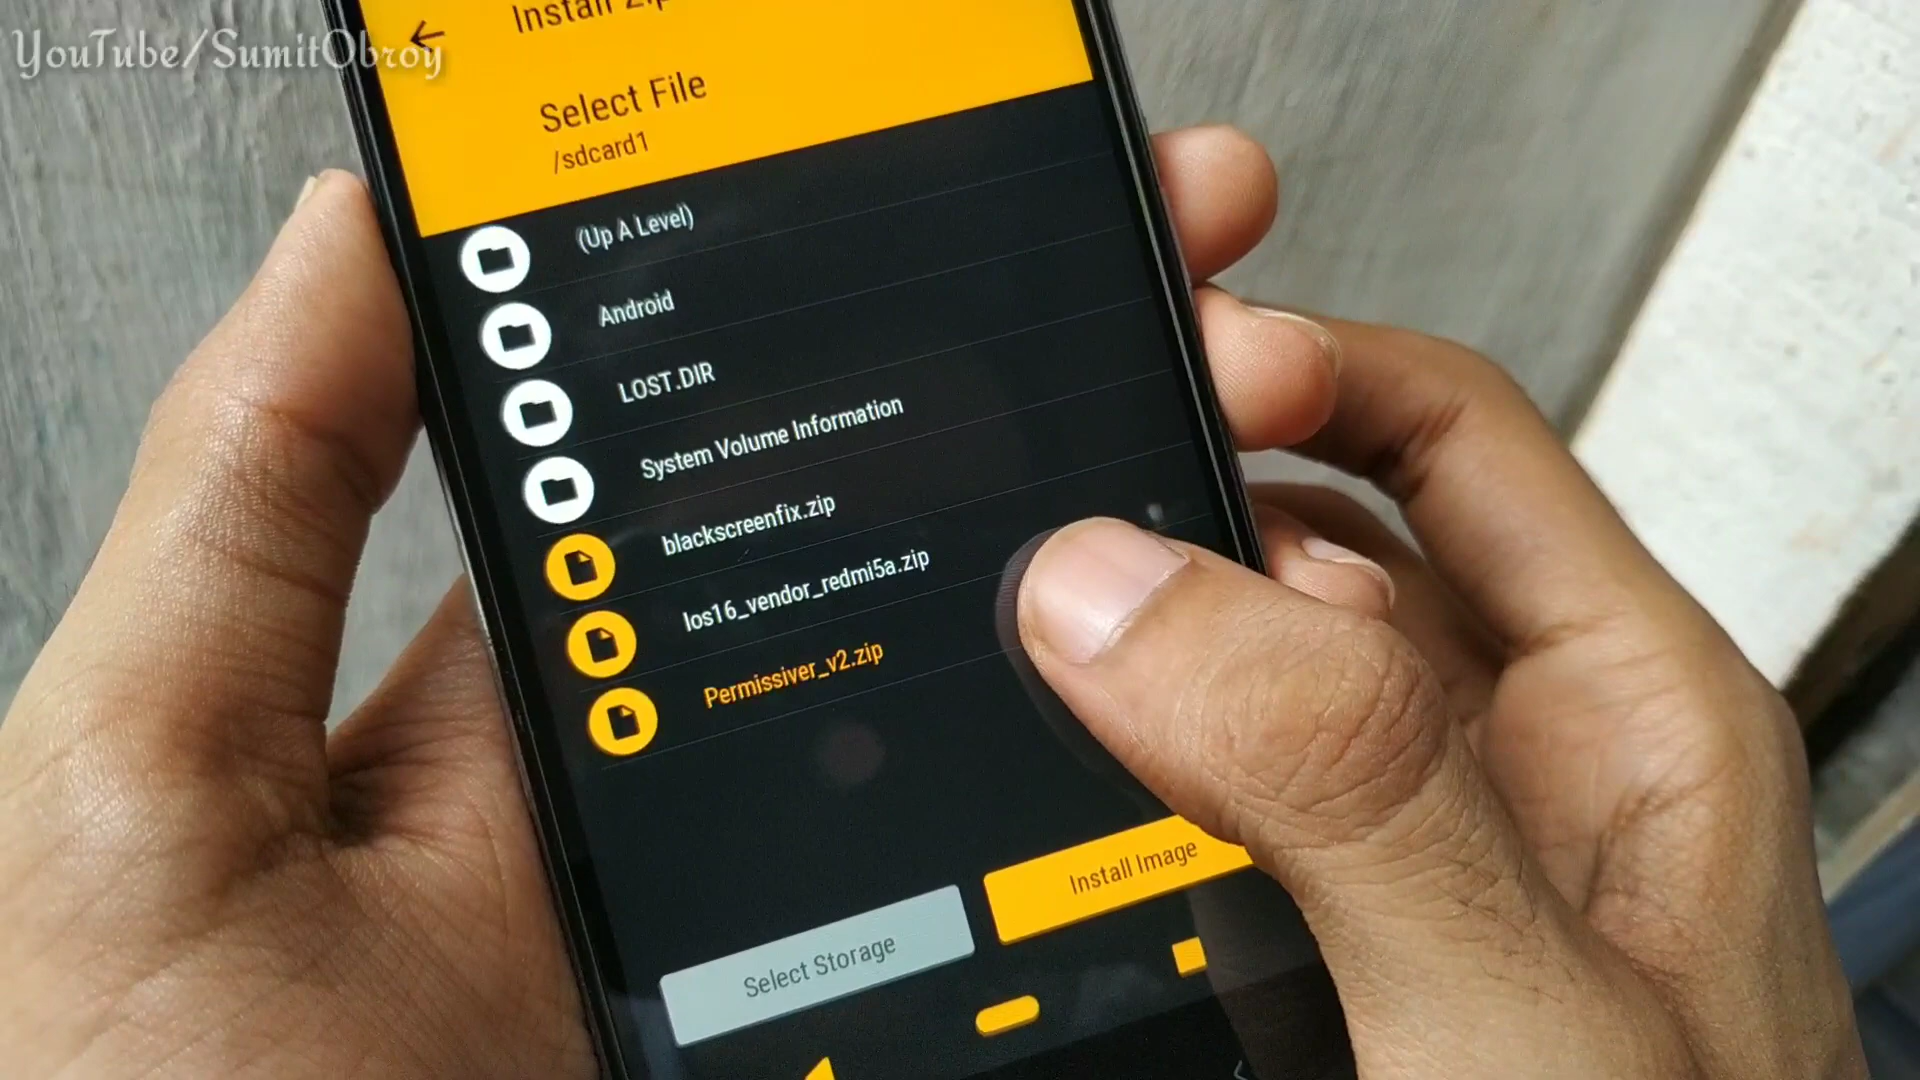 YouTube/SumitObroy
Install Zip
Select File
/sdcard1
(Up A Level)
Android
LOST.DIR
System Volume Information
blackscreenfix.zip
los16_vendor_redmi5a.zip
Permissiver_v2.zip
Install Image
Select Storage